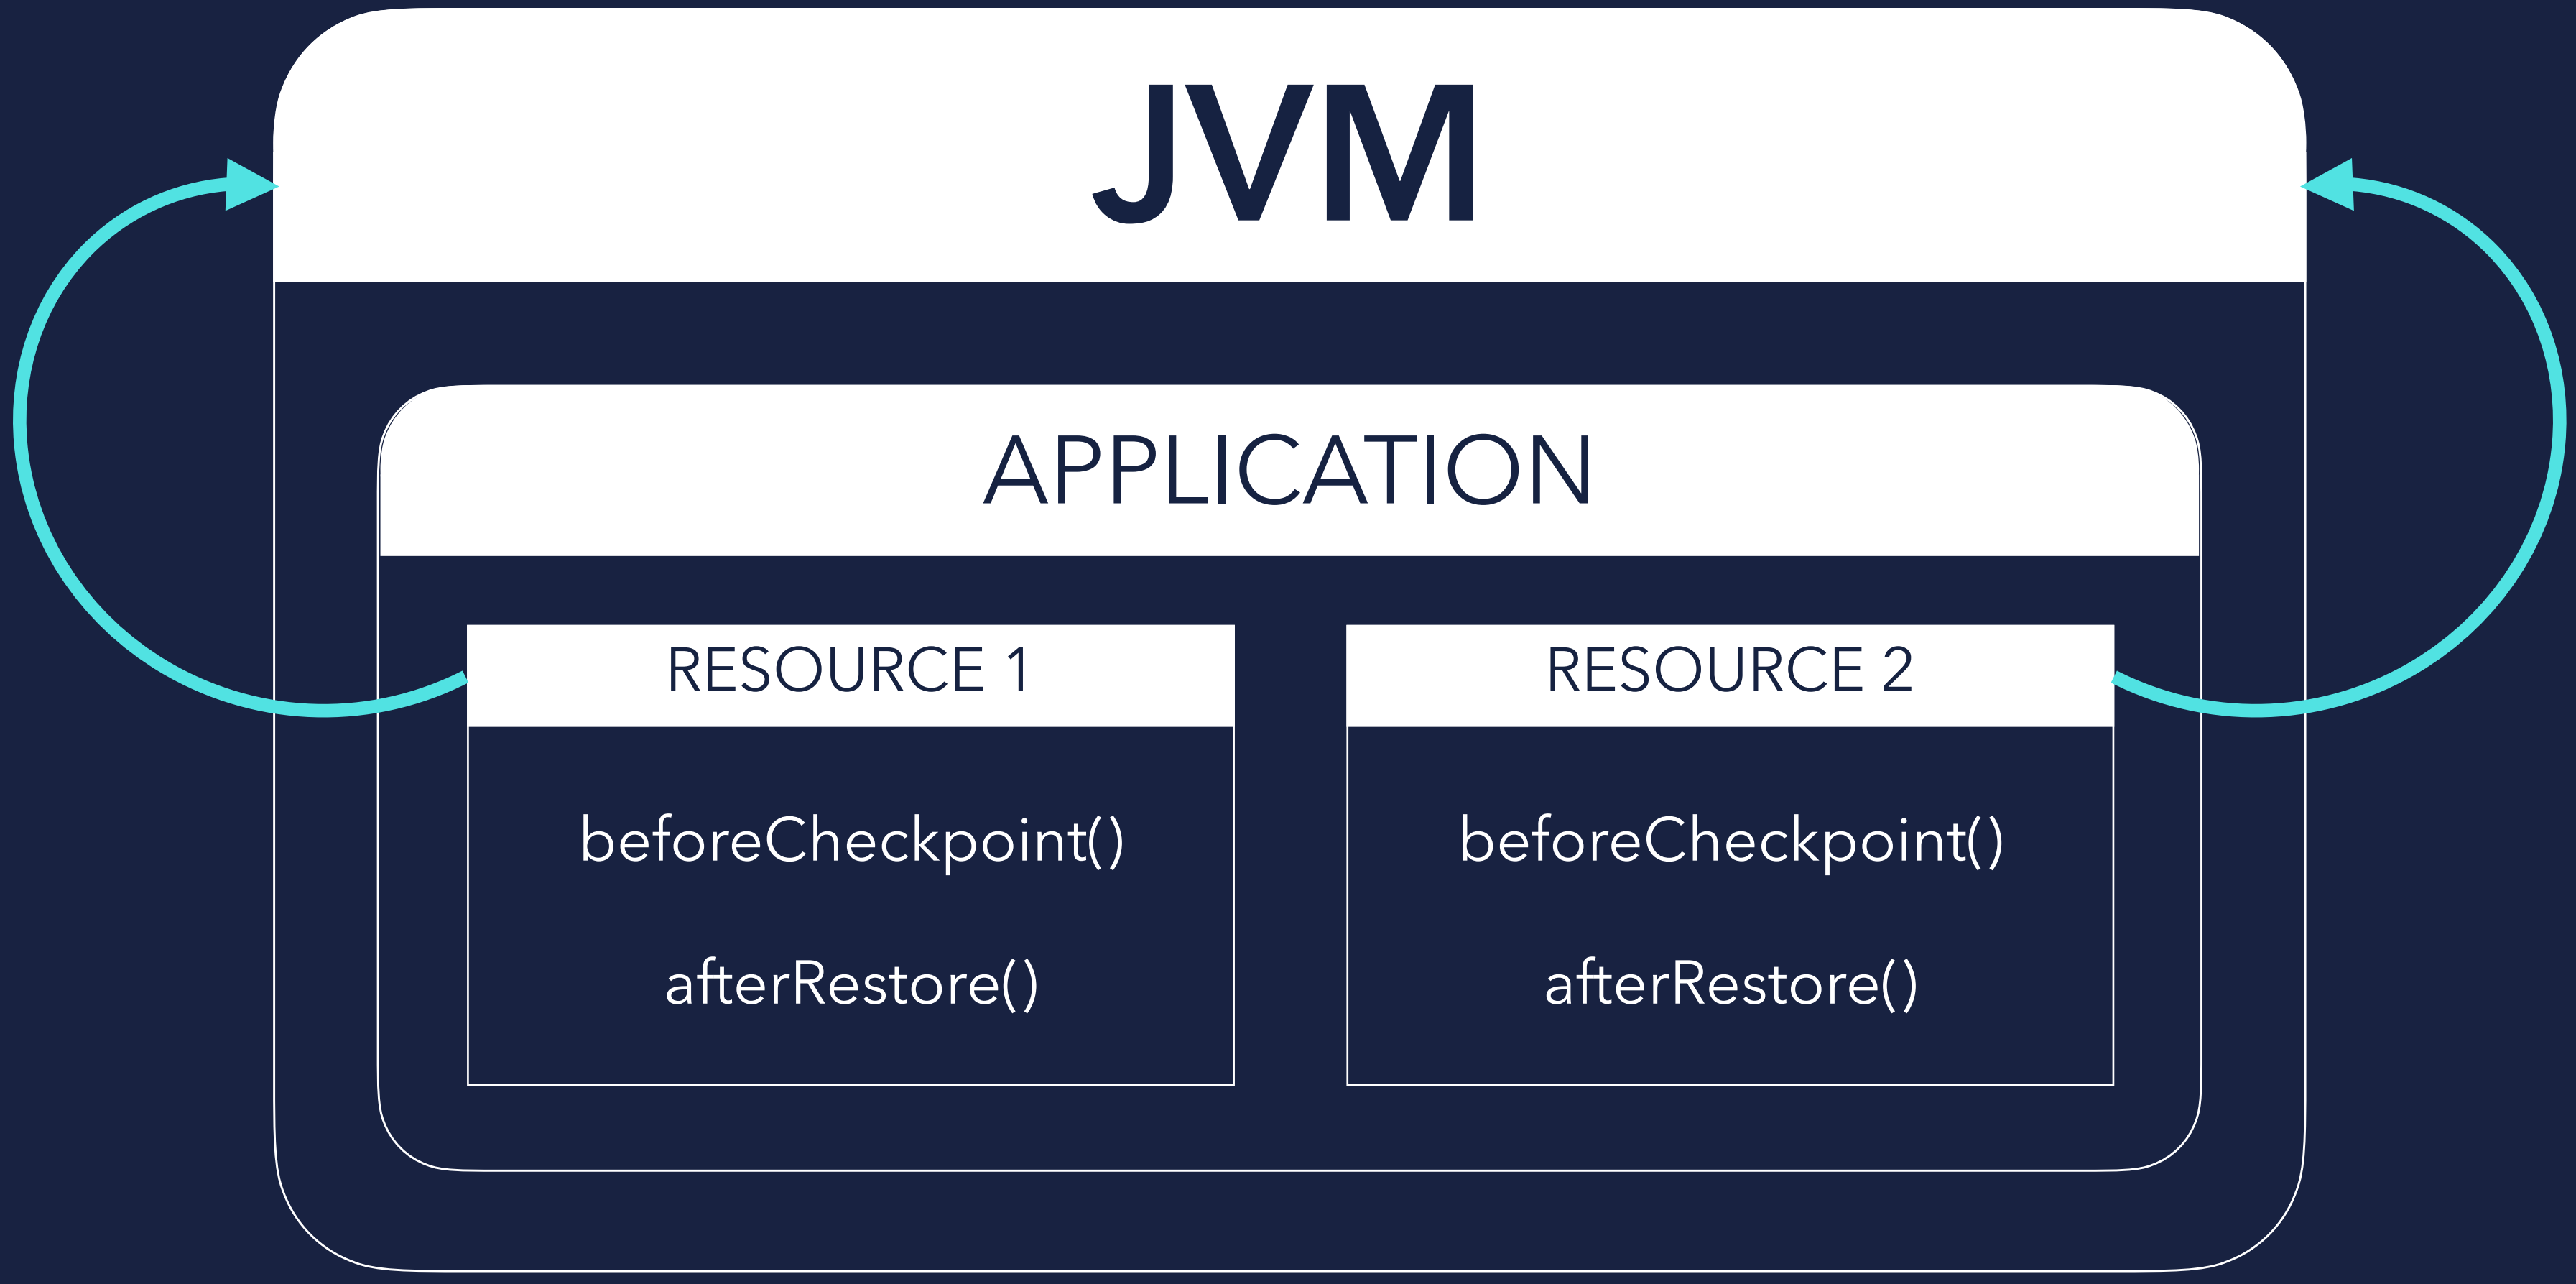 JVM
APPLICATION
RESOURCE 1
beforeCheckpoint()
afterRestore()
RESOURCE 2
beforeCheckpoint()
afterRestore()